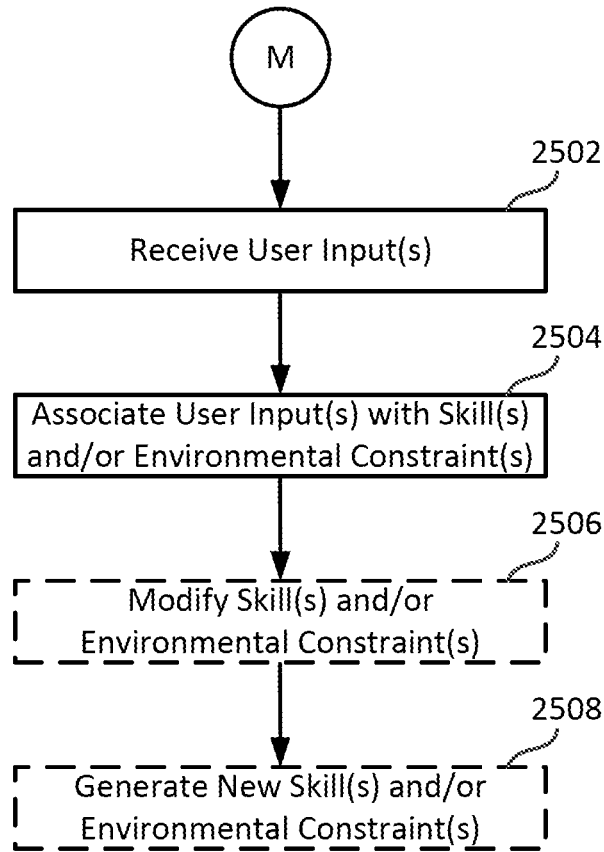 M
2502
Receive User Input(s)
2504
Associate User Input(s) with Skill(s)
and/or Environmental Constraint(s)
2506
Modify Skill(s) and/or
Environmental Constraint(s)
2508
Generate New Skill(s) and/or
Environmental Constraint(s)